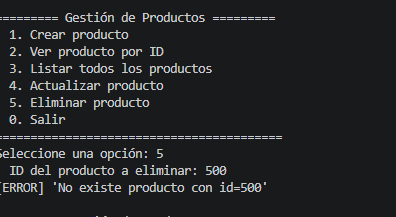 ========= Gestión de Productos =========
1. Crear producto
2. Ver producto por ID
3. Listar todos los productos
4. Actualizar producto
5. Eliminar producto
0. Salir
========================================
Seleccione una opción: 5
ID del producto a eliminar: 500
[ERROR] 'No existe producto con id=500'